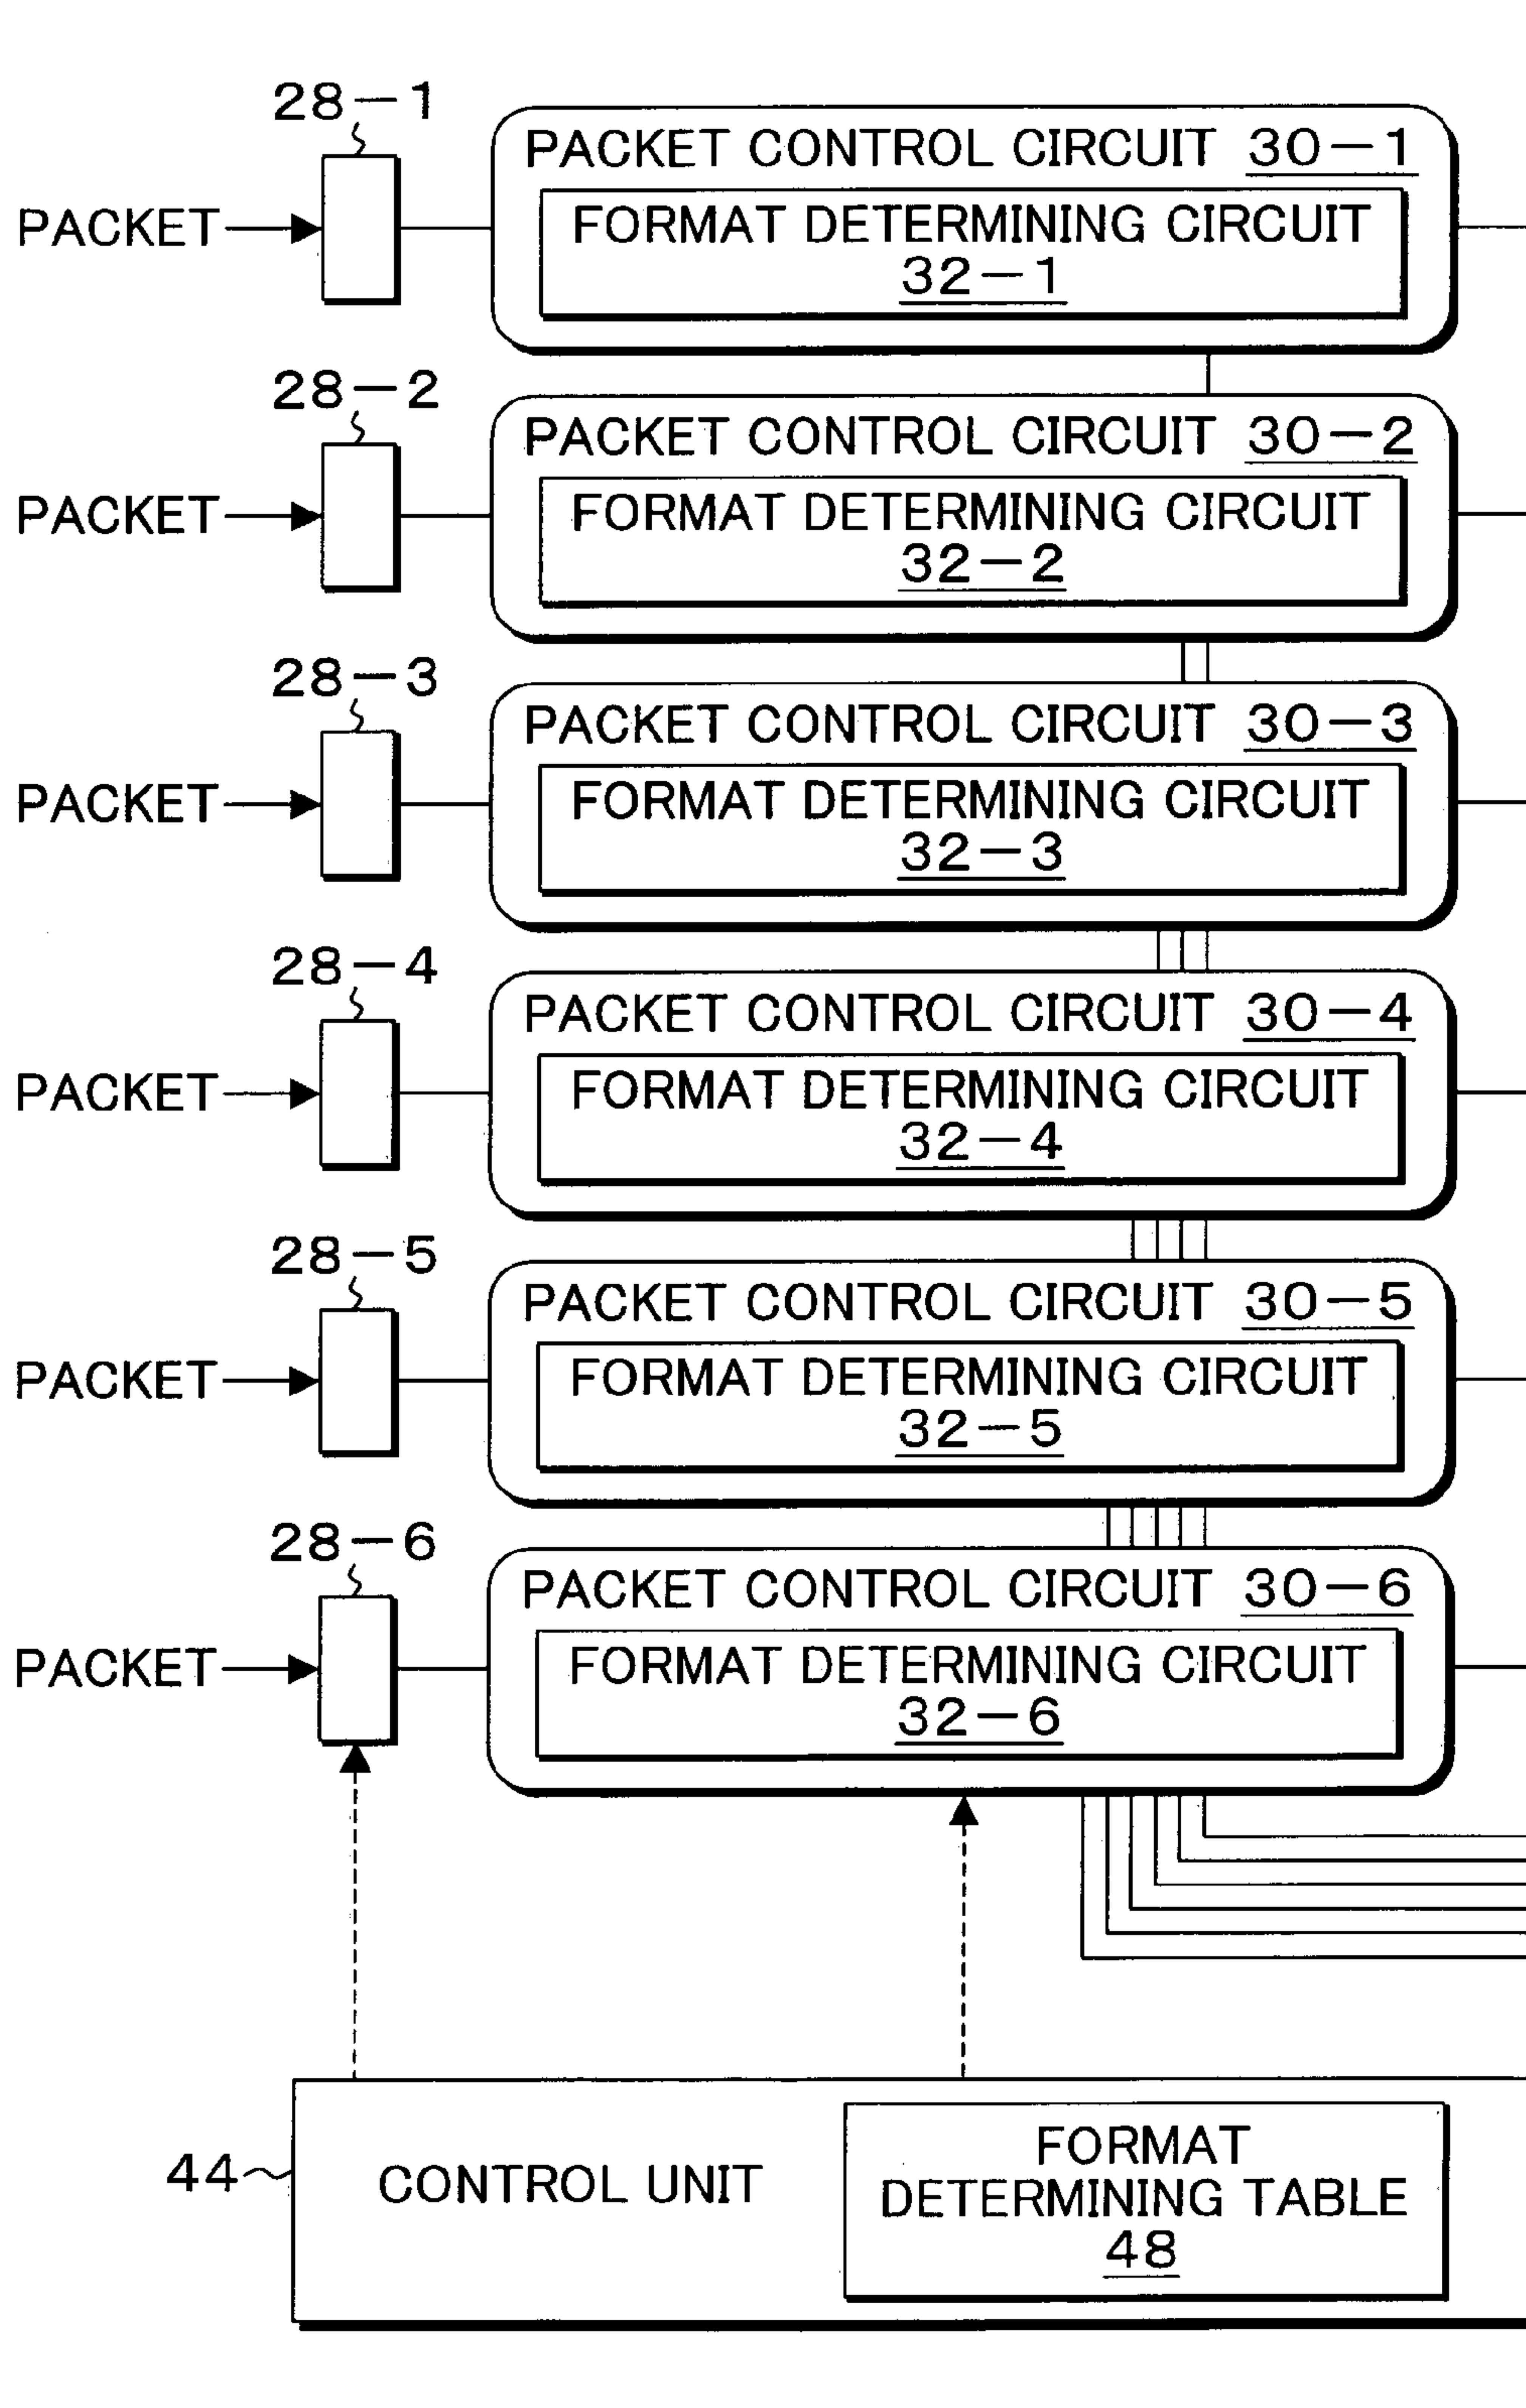 28-1
PACKET CONTROL CIRCUIT 30-1
PACKET
FORMAT DETERMINING CIRCUIT
32-1
28-2
PACKET CONTROL CIRCUIT 30-2
PACKET
FORMAT DETERMINING CIRCUIT
32-2
28-3
PACKET CONTROL CIRCUIT 30-3
PACKET
FORMAT DETERMINING CIRCUIT
32-3
28-4
PACKET CONTROL CIRCUIT 30-4
PACKET
FORMAT DETERMINING CIRCUIT
32-4
28-5
PACKET CONTROL CIRCUIT 30-5
PACKET
FORMAT DETERMINING CIRCUIT
32-5
28-6
PACKET CONTROL CIRCUIT 30-6
PACKET
FORMAT DETERMINING CIRCUIT
32-6
44
CONTROL UNIT
FORMAT
DETERMINING TABLE
48